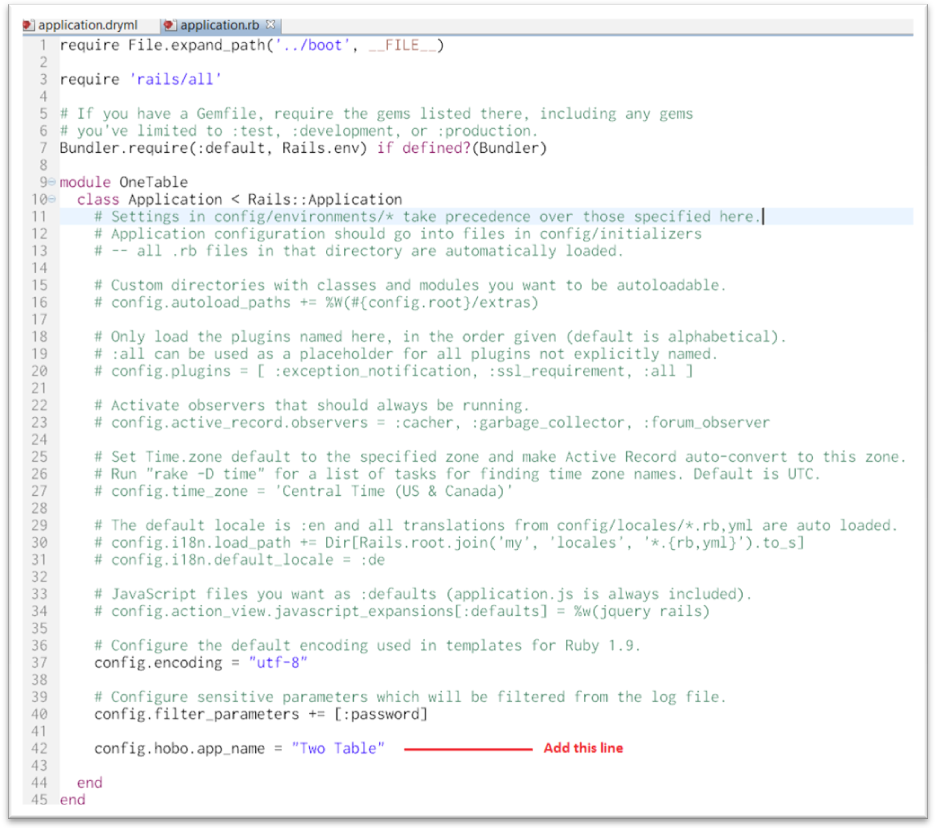 application.dryml application.rb
1 require File.expand_path('../boot', __FILE__)
2
3 require 'rails/all'
4
5 # If you have a Gemfile, require the gems listed there, including any gems
6 # you've limited to :test, :development, or :production.
7 Bundler.require(:default, Rails.env) if defined?(Bundler)
8
9 module OneTable
10 class Application < Rails::Application
11 # Settings in config/environments/* take precedence over those specified here.
12 # Application configuration should go into files in config/initializers
13 # -- all .rb files in that directory are automatically loaded.
14
15 # Custom directories with classes and modules you want to be autoloadable.
16 # config.autoload_paths += %W(#{config.root}/extras)
17
18 # Only load the plugins named here, in the order given (default is alphabetical).
19 # :all can be used as a placeholder for all plugins not explicitly named.
20 # config.plugins = [ :exception_notification, :ssl_requirement, :all ]
21
22 # Activate observers that should always be running.
23 # config.active_record.observers = :cacher, :garbage_collector, :forum_observer
24
25 # Set Time.zone default to the specified zone and make Active Record auto-convert to this zone.
26 # Run "rake -D time" for a list of tasks for finding time zone names. Default is UTC.
27 # config.time_zone = 'Central Time (US & Canada)'
28
29 # The default locale is :en and all translations from config/locales/*.rb,yml are auto loaded.
30 # config.i18n.load_path += Dir[Rails.root.join('my', 'locales', '*.{rb,yml}').to_s]
31 # config.i18n.default_locale = :de
32
33 # JavaScript files you want as :defaults (application.js is always included).
34 # config.action_view.javascript_expansions[:defaults] = %w(jquery rails)
35
36 # Configure the default encoding used in templates for Ruby 1.9.
37 config.encoding = "utf-8"
38
39 # Configure sensitive parameters which will be filtered from the log file.
40 config.filter_parameters += [:password]
41
42 config.hobo.app_name = "Two Table" Add this line
43
44 end
45 end